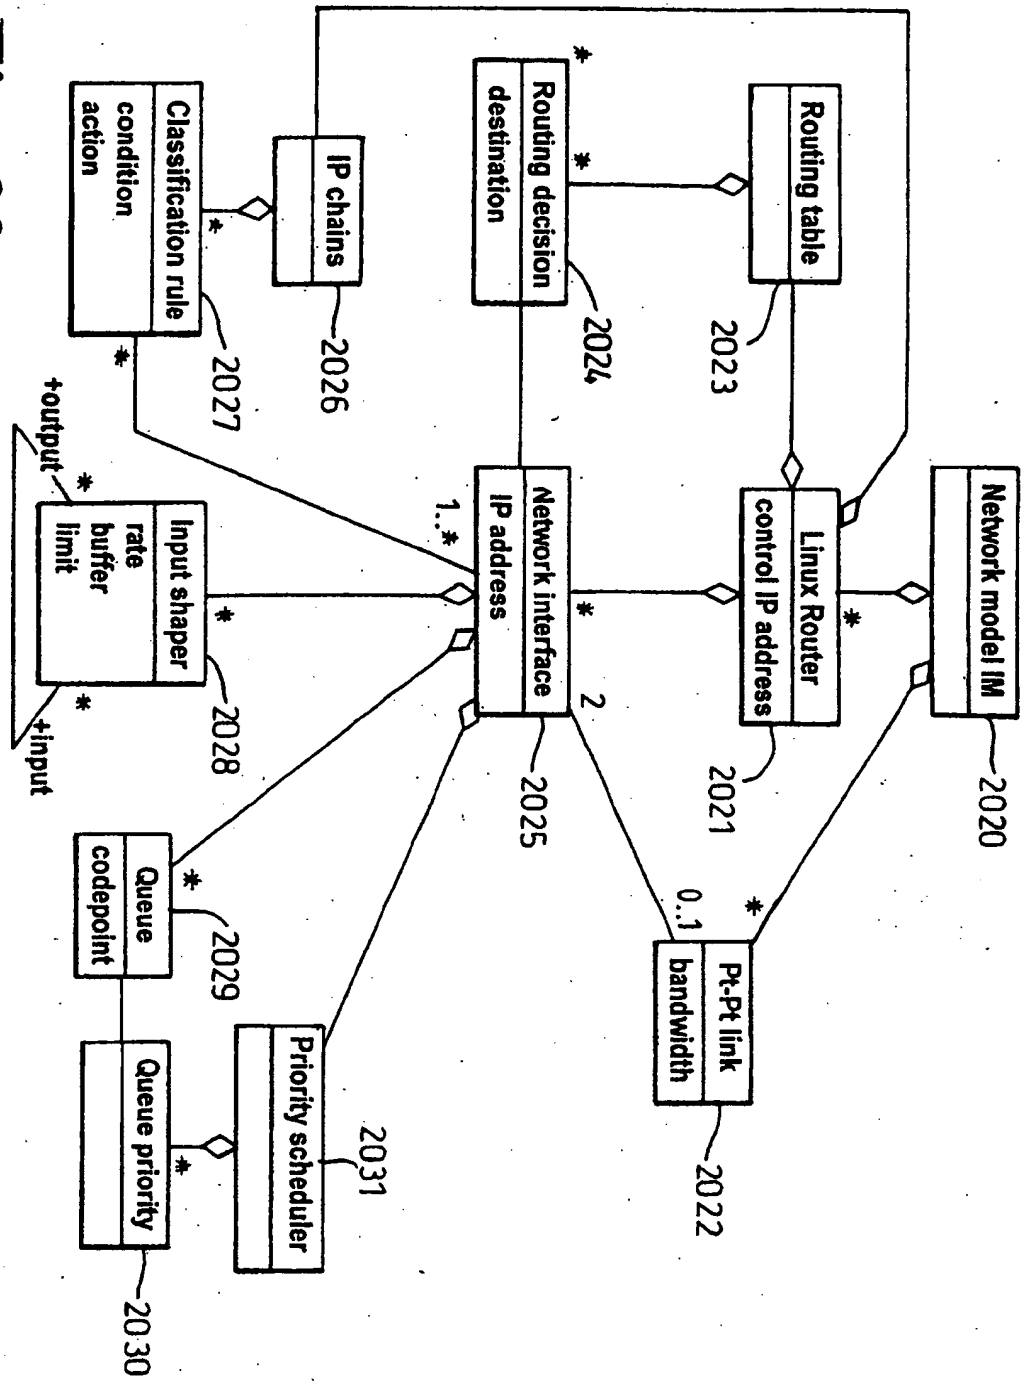 Network model IM
2020
Linux Router
control IP address
2021
Pt-Pt link
bandwidth
2022
*
*
0..1
Routing table
2023
Routing decision
destination
2024
*
*
Network interface
IP address
2025
*
2
1..*
IP chains
2026
Classification rule
condition
action
2027
*
*
Input shaper
rate
buffer
limit
2028
*
*
*
+output
+input
Queue
codepoint
2029
*
Priority scheduler
2031
Queue priority
2030
*